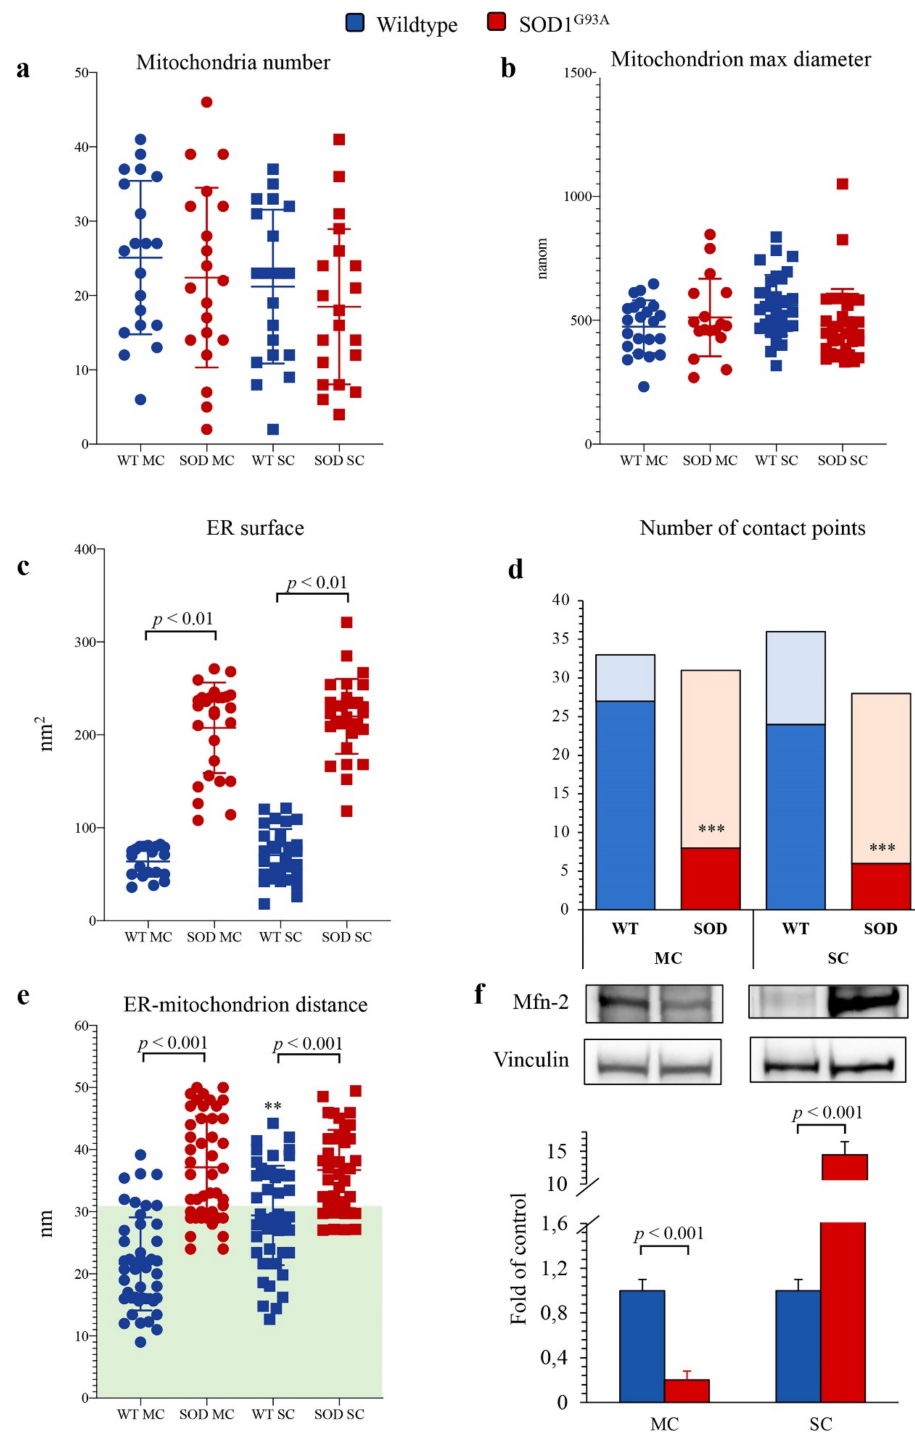 Wildtype SOD1G93A
a Mitochondria number
50
40
30
20
10
0
WT MC SOD MC WT SC SOD SC
b Mitochondrion max diameter
1500
1000
500
0
nanom
WT MC SOD MC WT SC SOD SC
c ER surface
400
300
200
100
0
nm2
p < 0.01
p < 0.01
WT MC SOD MC WT SC SOD SC
d Number of contact points
40
35
30
25
20
15
10
5
0
*** ***
WT SOD WT SOD
MC SC
e ER-mitochondrion distance
60
50
40
30
20
10
0
nm
p < 0.001 p < 0.001
**
WT MC SOD MC WT SC SOD SC
f Mfn-2
Vinculin
p < 0.001
15
10
1,6
1,2
0,8
0,4
0
Fold of control
p < 0.001
MC SC